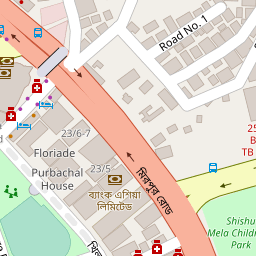 Road No. 1
23/6-7
Floriade
Purbachal
House
23/5
ব্যাংক এশিয়া
লিমিটেড
মিরপুর রোড
25
B
TB
Shishu
Mela Child
Park
মির